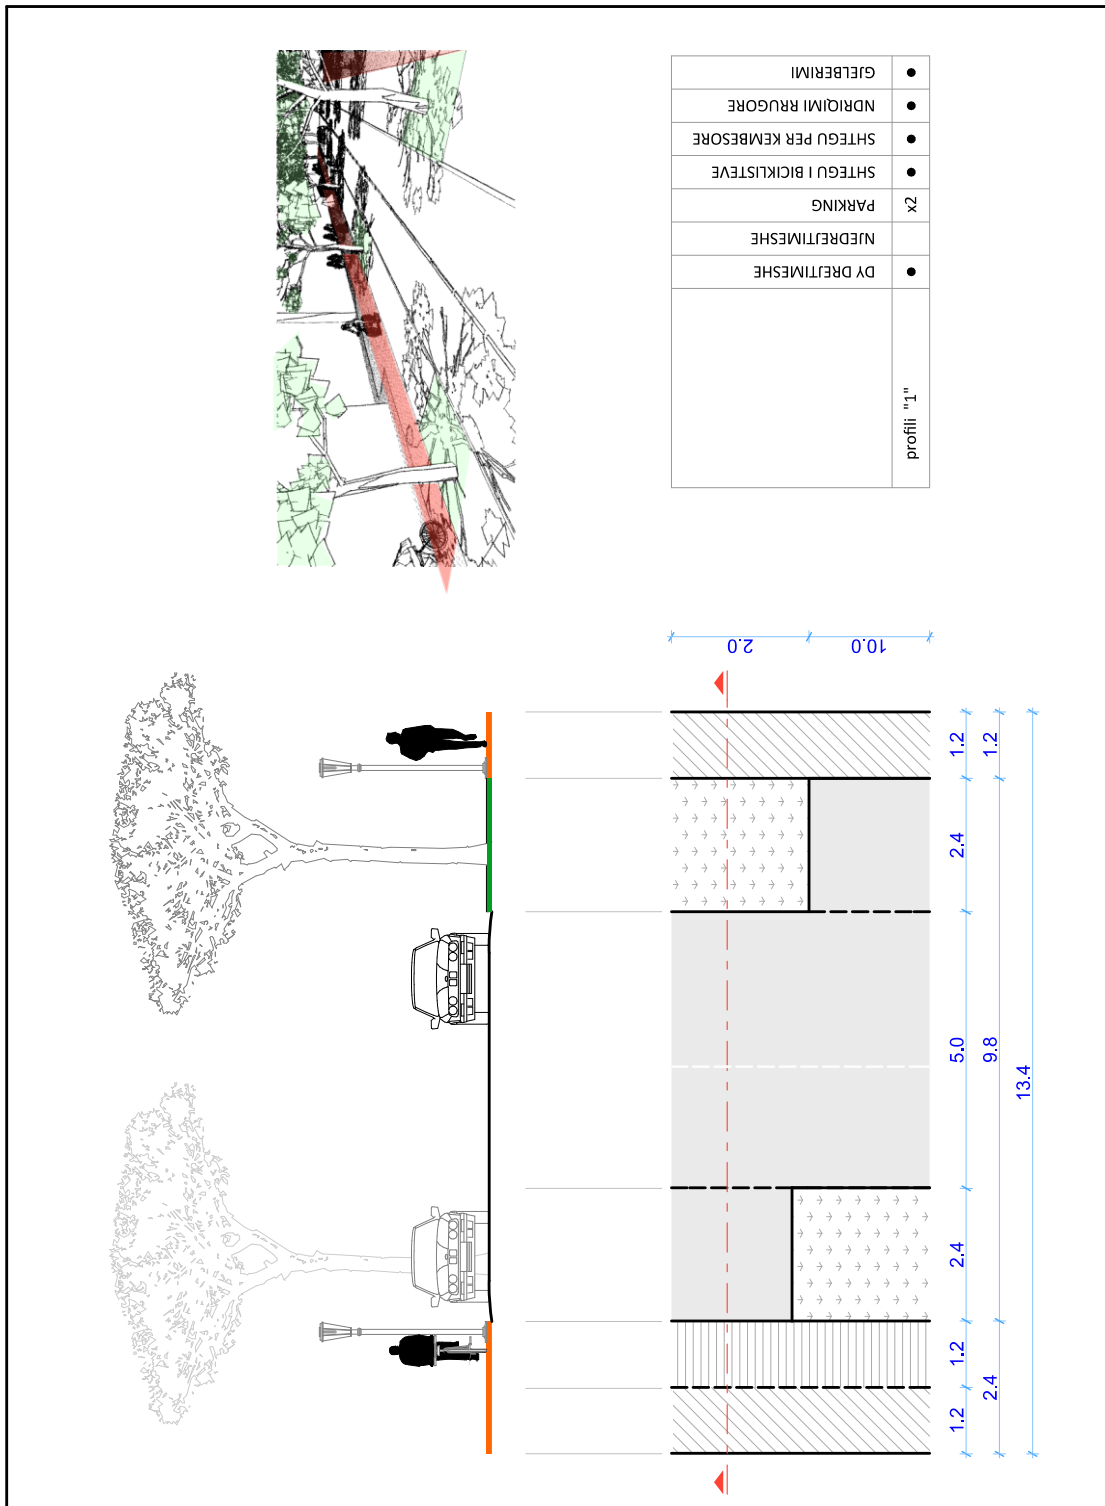 profili "1"
DY DREJTIMESHE ●
NJEDREJTIMESHE
PARKING x2
SHTEGU I BICIKLISTEVE ●
SHTEGU PER KEMBESORE ●
NDRIQIMI RRUGORE ●
GJELBERIMI ●
2.0
10.0
1.2
2.4
5.0
2.4
1.2
1.2
1.2
9.8
2.4
13.4